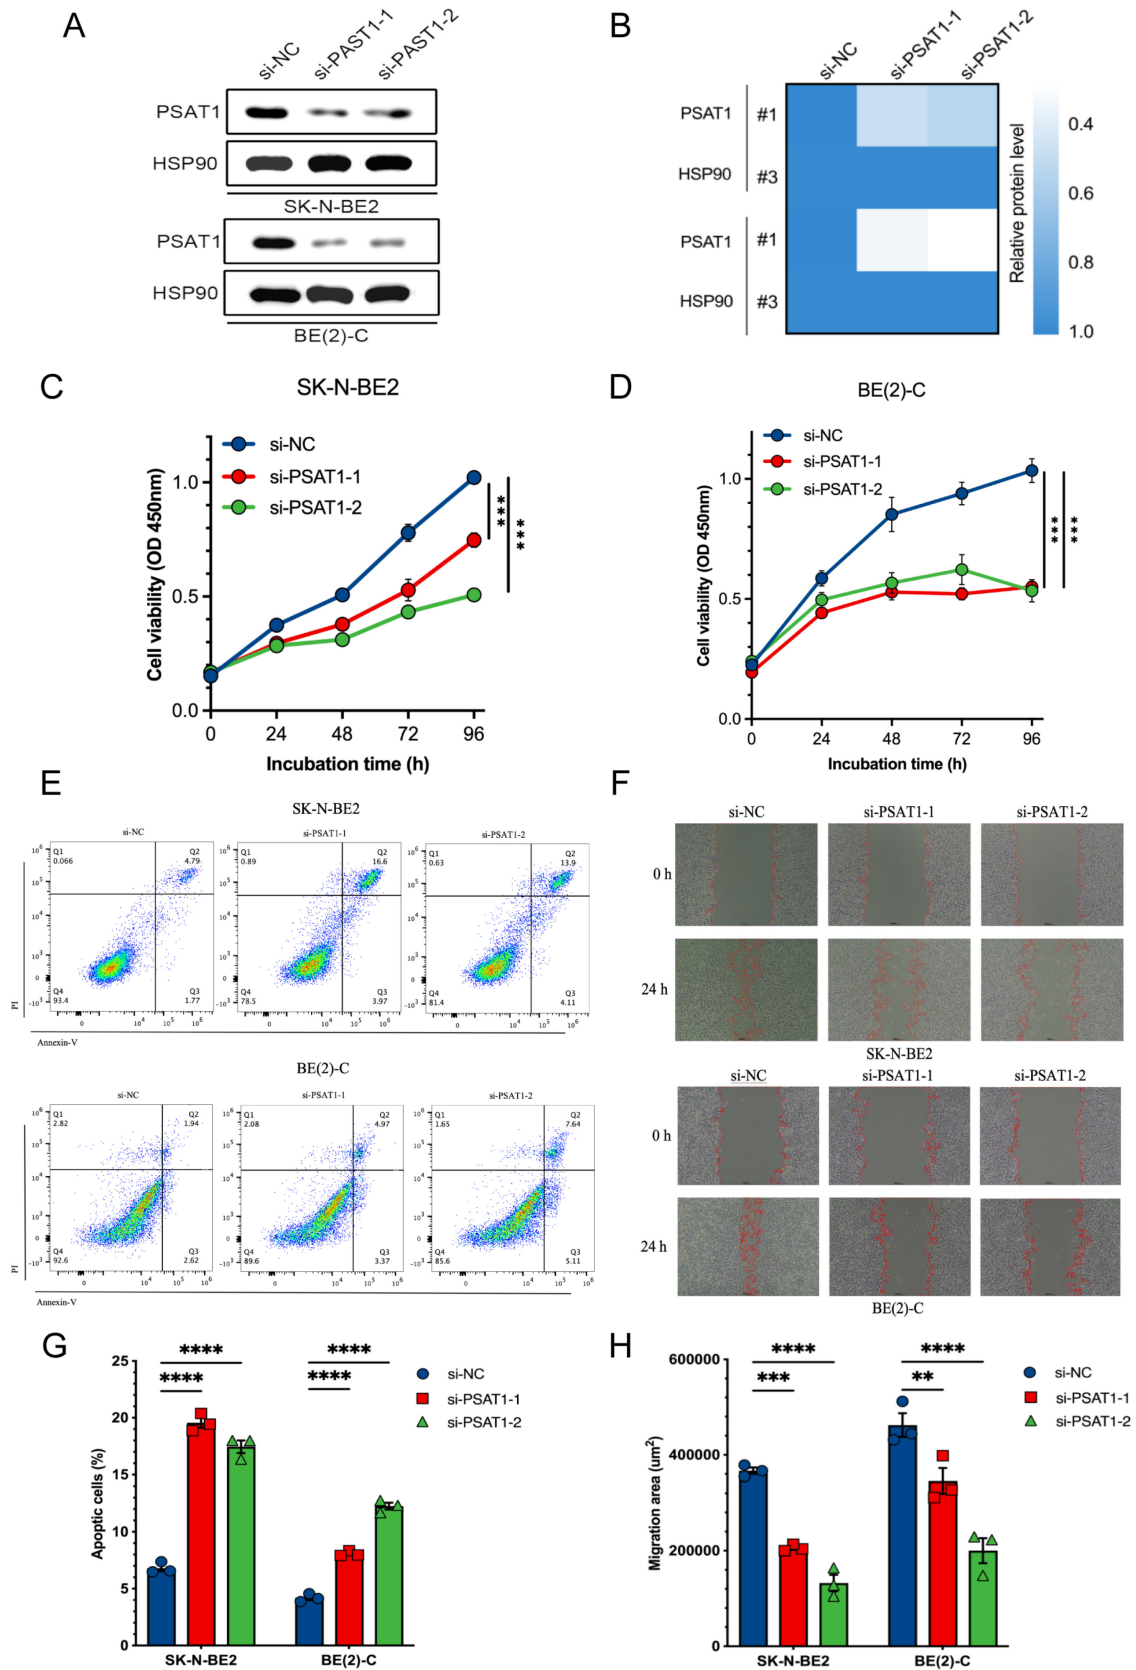 A
si-NC si-PAST1-1 si-PAST1-2
PSAT1
HSP90
SK-N-BE2
PSAT1
HSP90
BE(2)-C
B
si-NC si-PSAT1-1 si-PSAT1-2
PSAT1 #1
HSP90 #3
PSAT1 #1
HSP90 #3
0.4
0.6
0.8
1.0
Relative protein level
C
SK-N-BE2
si-NC
si-PSAT1-1
si-PSAT1-2
1.0
0.5
0.0
Cell viability (OD 450nm)
***
***
0 24 48 72 96
Incubation time (h)
D
BE(2)-C
si-NC
si-PSAT1-1
si-PSAT1-2
1.0
0.5
0.0
Cell viability (OD 450nm)
***
***
0 24 48 72 96
Incubation time (h)
E
SK-N-BE2
si-NC si-PSAT1-1 si-PSAT1-2
Q1 0.066 Q2 4.79 Q3 1.77 Q4 93.4
Q1 0.89 Q2 16.6 Q3 3.97 Q4 78.5
Q1 0.63 Q2 13.9 Q3 4.11 Q4 81.4
PI
Annexin-V
BE(2)-C
si-NC si-PSAT1-1 si-PSAT1-2
Q1 2.82 Q2 1.94 Q3 2.62 Q4 92.6
Q1 2.08 Q2 4.97 Q3 3.37 Q4 89.6
Q1 1.65 Q2 7.64 Q3 5.11 Q4 85.6
PI
Annexin-V
F
si-NC si-PSAT1-1 si-PSAT1-2
0 h
24 h
SK-N-BE2
si-NC si-PSAT1-1 si-PSAT1-2
0 h
24 h
BE(2)-C
G
25
20
15
10
5
0
Apoptic cells (%)
**** ****
**** ****
si-NC
si-PSAT1-1
si-PSAT1-2
SK-N-BE2 BE(2)-C
H
600000
400000
200000
0
Migration area (um²)
**** ****
*** **
si-NC
si-PSAT1-1
si-PSAT1-2
SK-N-BE2 BE(2)-C